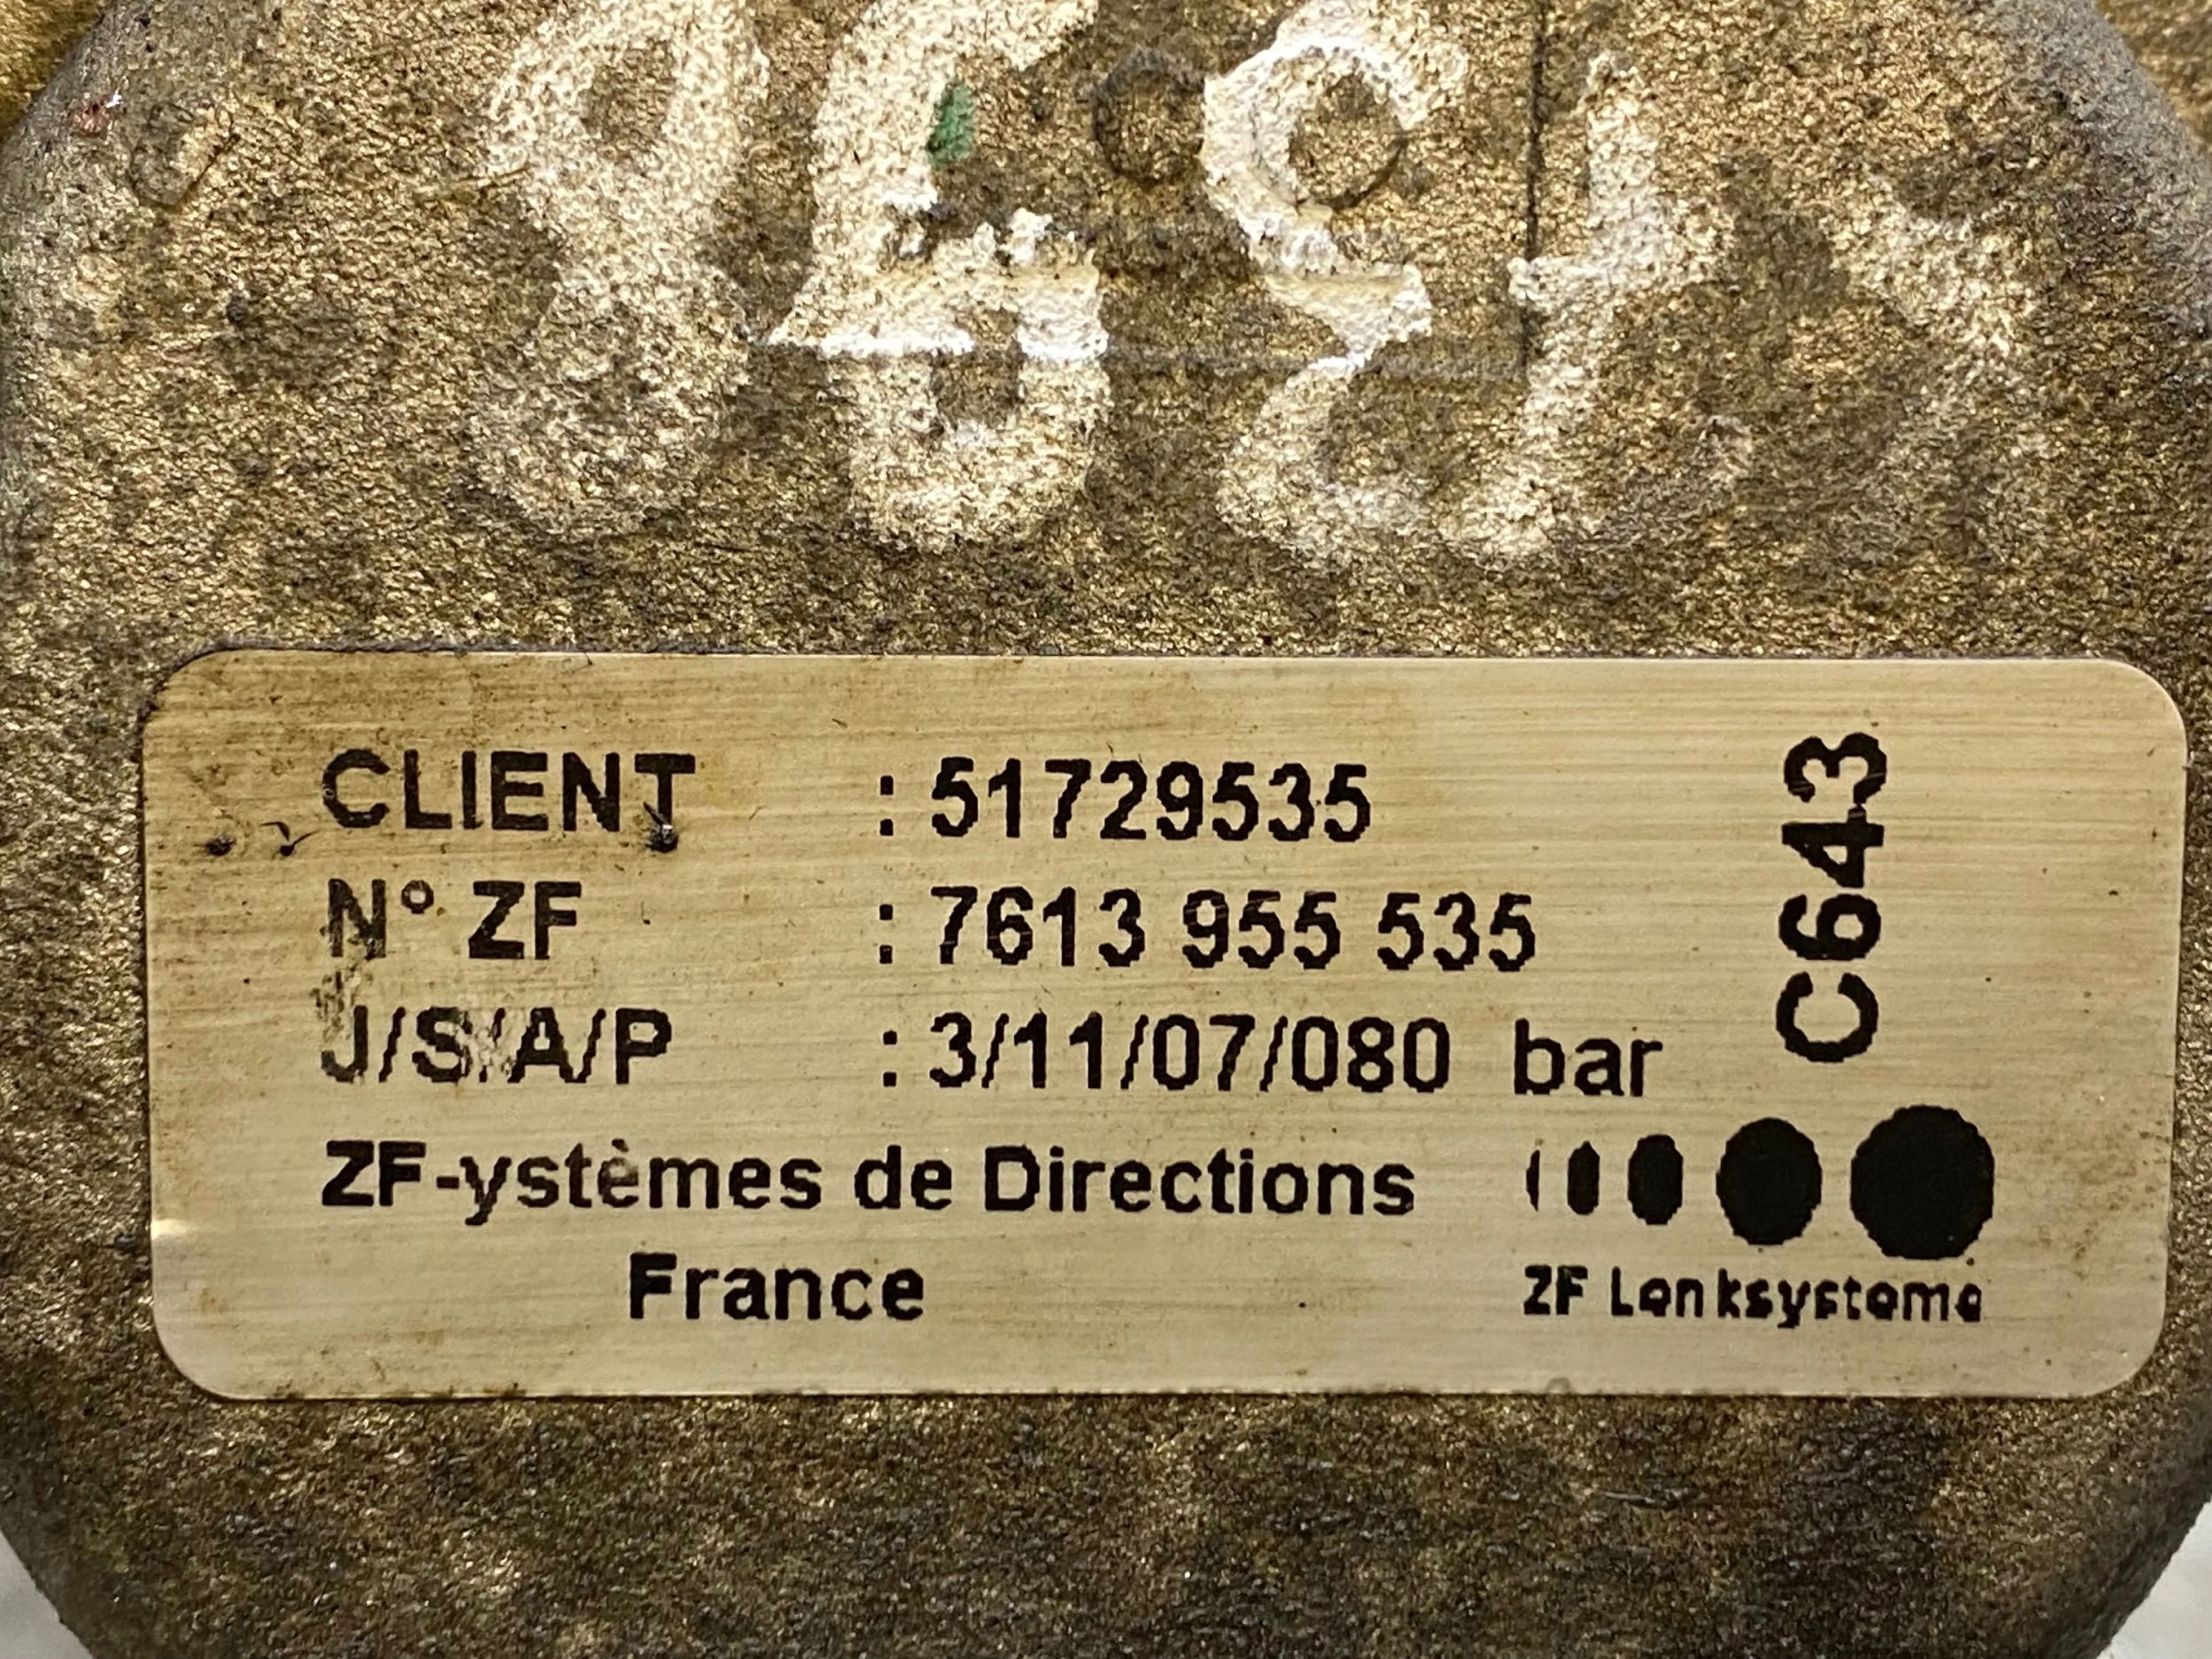 CLIENT : 51729535
N° ZF : 7613 955 535
J/S/A/P : 3/11/07/080 bar
C643
ZF-ystèmes de Directions
France
ZF Lenksysteme